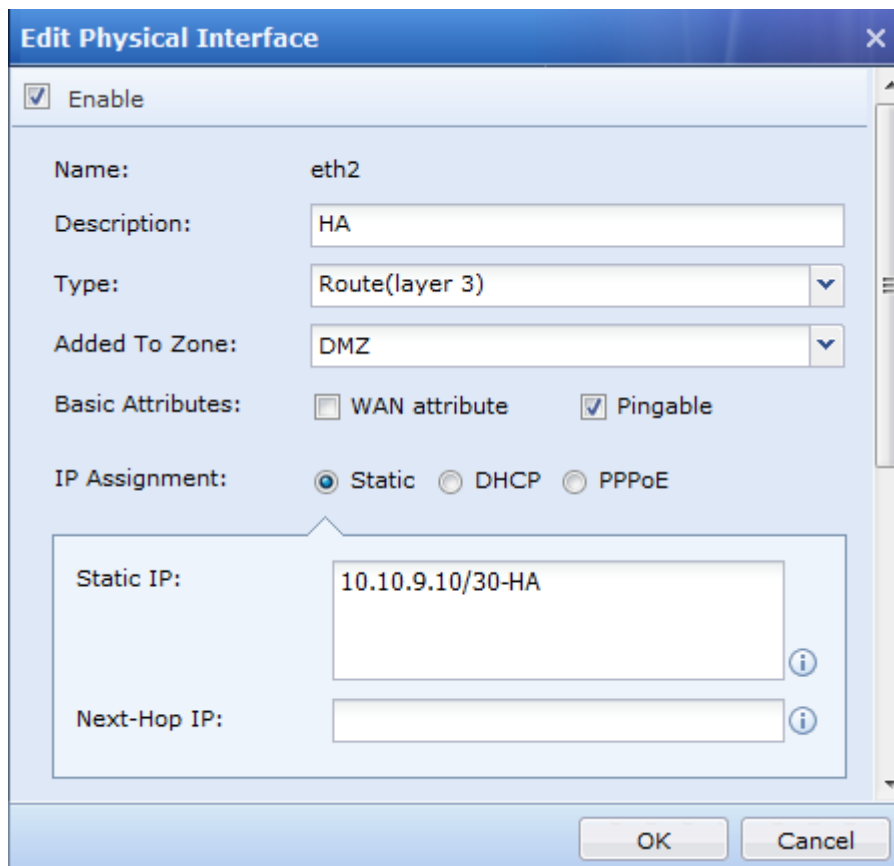 Edit Physical Interface
Enable
Name: eth2
Description: HA
Type: Route(layer 3)
Added To Zone: DMZ
Basic Attributes: WAN attribute Pingable
IP Assignment: Static DHCP PPPoE
Static IP: 10.10.9.10/30-HA
Next-Hop IP:
OK Cancel